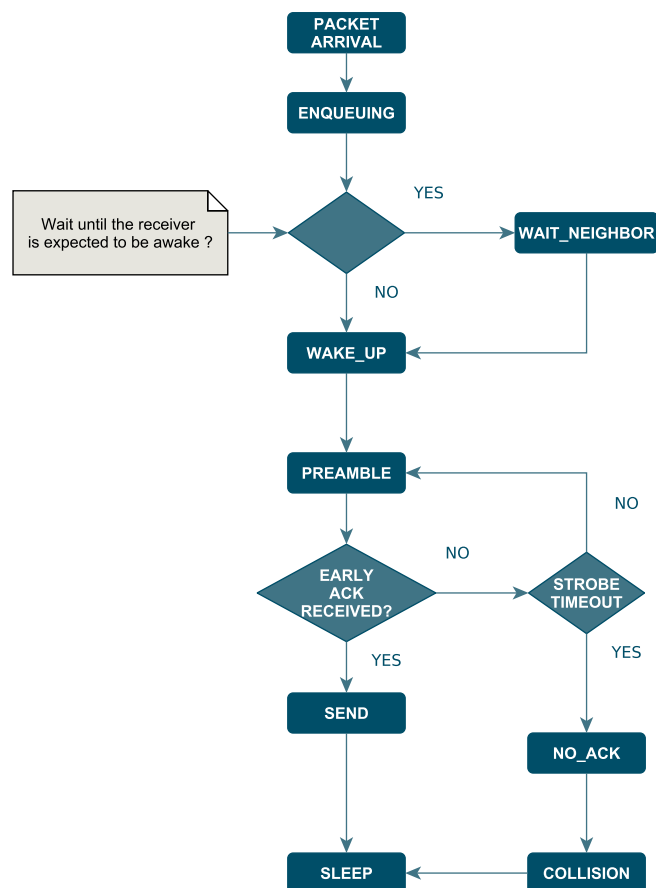 PACKET
ARRIVAL
ENQUEUING
YES
Wait until the receiver
is expected to be awake ?
WAIT_NEIGHBOR
NO
WAKE_UP
PREAMBLE
NO
NO
EARLY
ACK
RECEIVED?
STROBE
TIMEOUT
YES
YES
SEND
NO_ACK
SLEEP
COLLISION